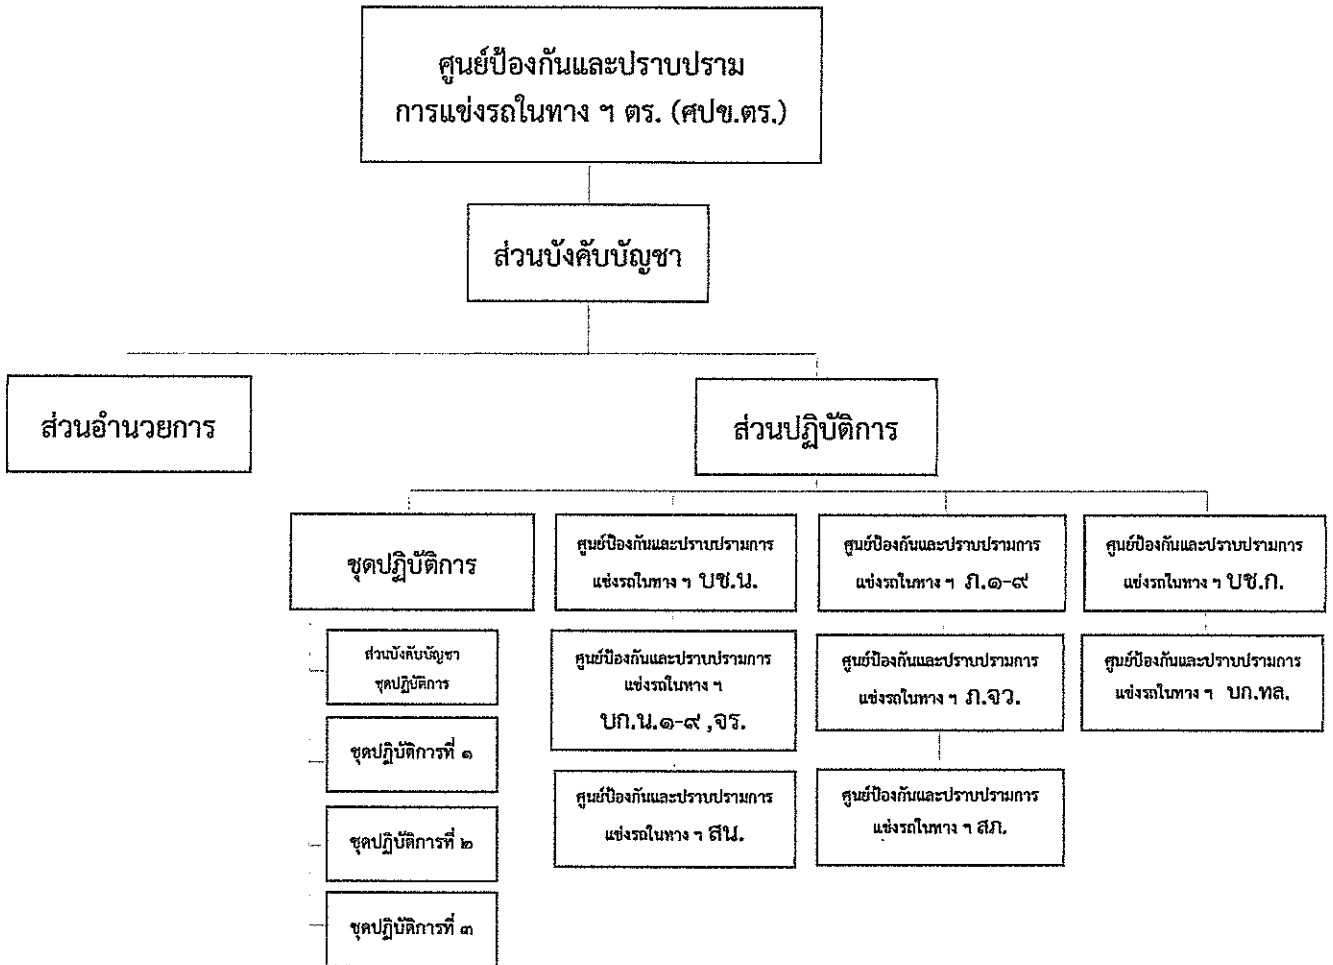 ศูนย์ป้องกันและปราบปราม
การแข่งรถในทาง ฯ ตร. (ศปข.ตร.)
ส่วนบังคับบัญชา
ส่วนอำนวยการ
ส่วนปฏิบัติการ
ชุดปฏิบัติการ
ส่วนบังคับบัญชา
ชุดปฏิบัติการ
ชุดปฏิบัติการที่ ๑
ชุดปฏิบัติการที่ ๒
ชุดปฏิบัติการที่ ๓
ศูนย์ป้องกันและปราบปรามการ
แข่งรถในทาง ฯ บช.น.
ศูนย์ป้องกันและปราบปรามการ
แข่งรถในทาง ฯ
บก.น.๑-๙ ,จร.
ศูนย์ป้องกันและปราบปรามการ
แข่งรถในทาง ฯ สน.
ศูนย์ป้องกันและปราบปรามการ
แข่งรถในทาง ฯ ภ.๑-๙
ศูนย์ป้องกันและปราบปรามการ
แข่งรถในทาง ฯ ภ.จว.
ศูนย์ป้องกันและปราบปรามการ
แข่งรถในทาง ฯ สภ.
ศูนย์ป้องกันและปราบปรามการ
แข่งรถในทาง ฯ บช.ก.
ศูนย์ป้องกันและปราบปรามการ
แข่งรถในทาง ฯ บก.ทล.